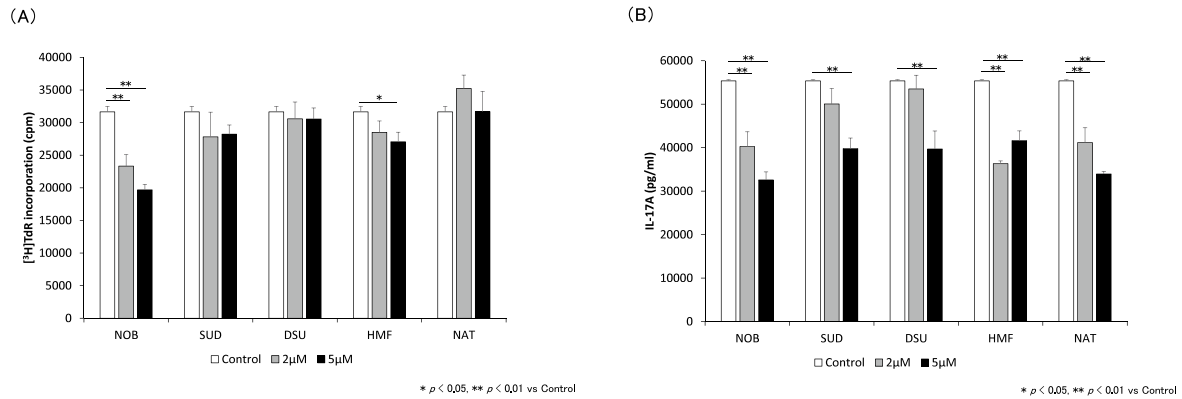 (A)
40000
35000
30000
25000
20000
15000
10000
5000
0
[³H]TdR incorporation (cpm)
**
**
*
NOB SUD DSU HMF NAT
Control 2μM 5μM
* p < 0.05, ** p < 0.01 vs Control
(B)
60000
50000
40000
30000
20000
10000
0
IL-17A (pg/ml)
**
**
**
**
**
**
**
**
NOB SUD DSU HMF NAT
Control 2μM 5μM
* p < 0.05, ** p < 0.01 vs Control